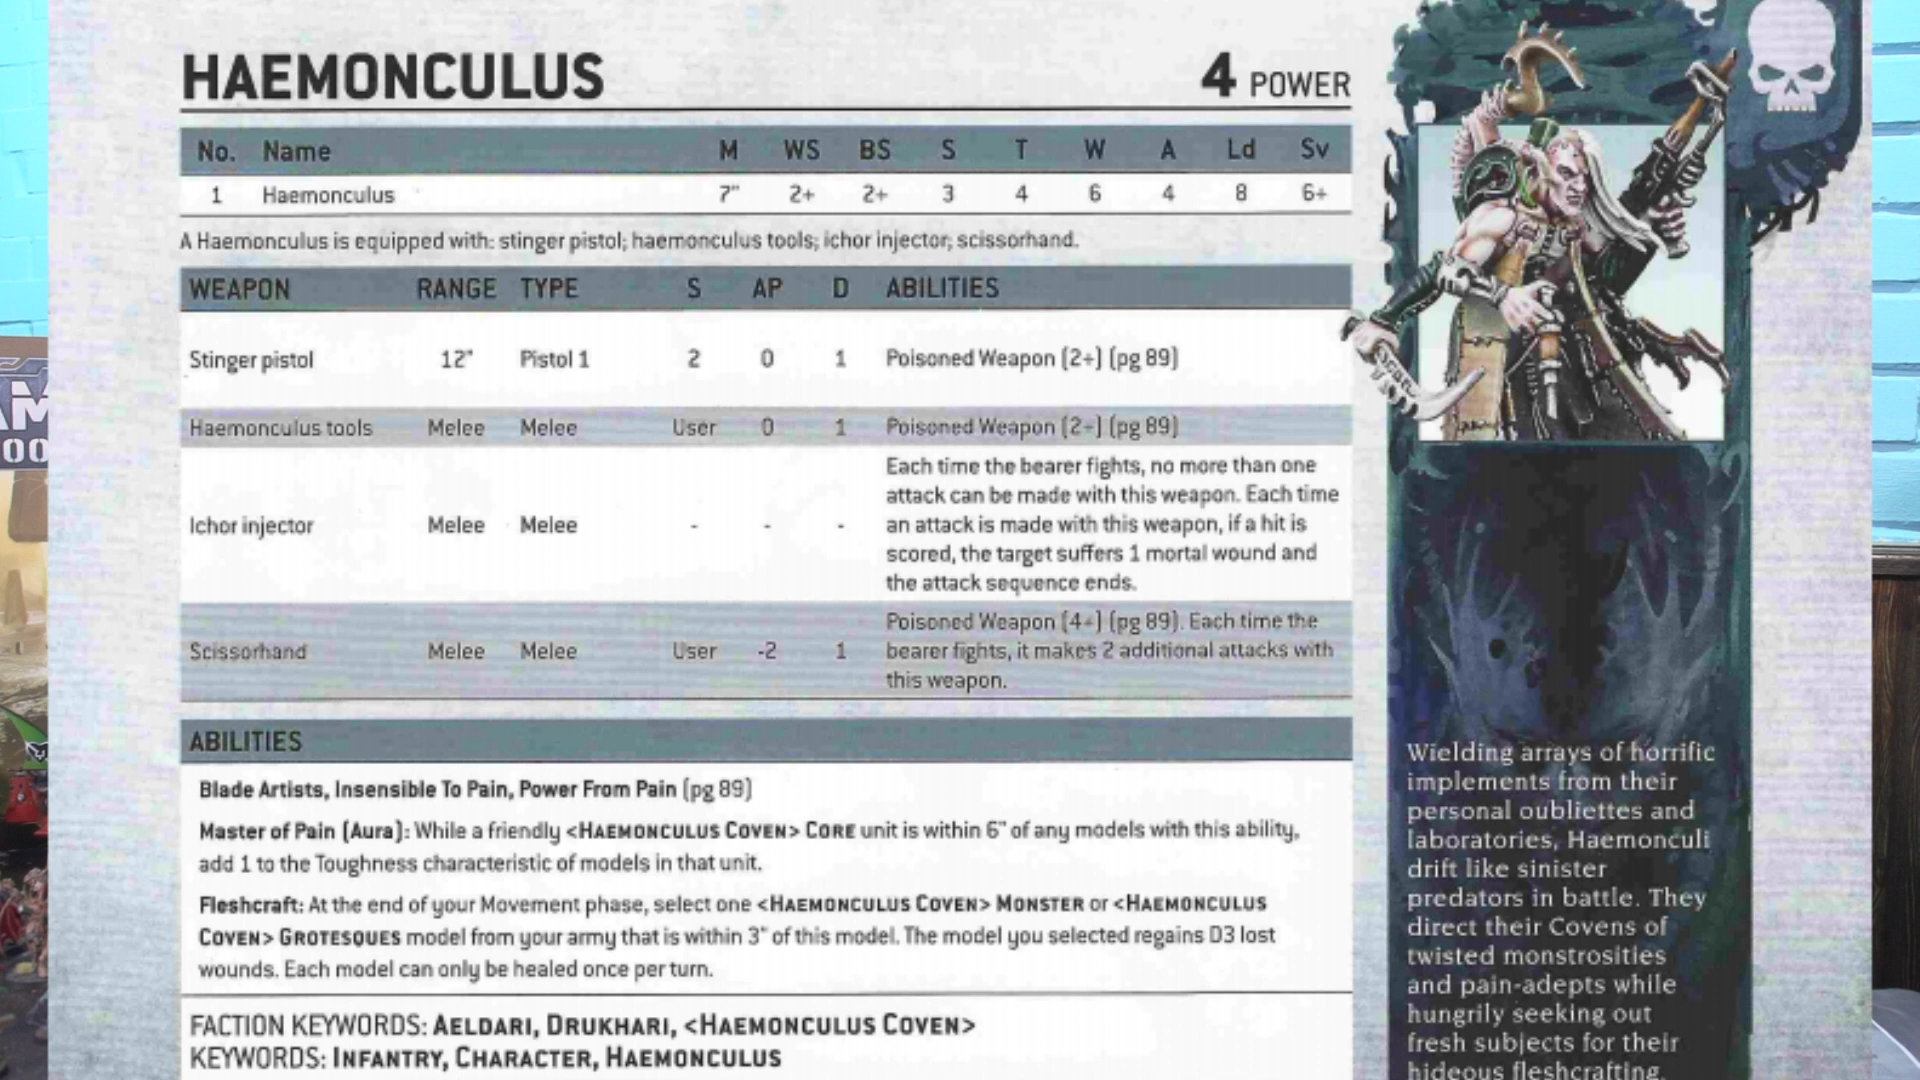 HAEMONCULUS
4 POWER
No. Name M WS BS S T W A Ld Sv
1 Haemonculus 7" 2+ 2+ 3 4 6 4 8 6+
A Haemonculus is equipped with: stinger pistol; haemonculus tools; ichor injector; scissorhand.
WEAPON RANGE TYPE S AP D ABILITIES
Stinger pistol 12" Pistol 1 2 0 1 Poisoned Weapon (2+) (pg 89)
Haemonculus tools Melee Melee User 0 1 Poisoned Weapon (2+) (pg 89)
Each time the bearer fights, no more than one
attack can be made with this weapon. Each time
Ichor injector Melee Melee - - - an attack is made with this weapon, if a hit is
scored, the target suffers 1 mortal wound and
the attack sequence ends.
Poisoned Weapon (4+) (pg 89). Each time the
Scissorhand Melee Melee User -2 1 bearer fights, it makes 2 additional attacks with
this weapon.
ABILITIES
Blade Artists, Insensible To Pain, Power From Pain (pg 89)
Master of Pain (Aura): While a friendly <HAEMONCULUS COVEN> CORE unit is within 6" of any models with this ability,
add 1 to the Toughness characteristic of models in that unit.
Fleshcraft: At the end of your Movement phase, select one <HAEMONCULUS COVEN> MONSTER or <HAEMONCULUS
COVEN> GROTESQUES model from your army that is within 3" of this model. The model you selected regains D3 lost
wounds. Each model can only be healed once per turn.
FACTION KEYWORDS: AELDARI, DRUKHARI, <HAEMONCULUS COVEN>
KEYWORDS: INFANTRY, CHARACTER, HAEMONCULUS
Wielding arrays of horrific
implements from their
personal oubliettes and
laboratories, Haemonculi
drift like sinister
predators in battle. They
direct their Covens of
twisted monstrosities
and pain-adepts while
hungrily seeking out
fresh subjects for their
hideous fleshcrafting.